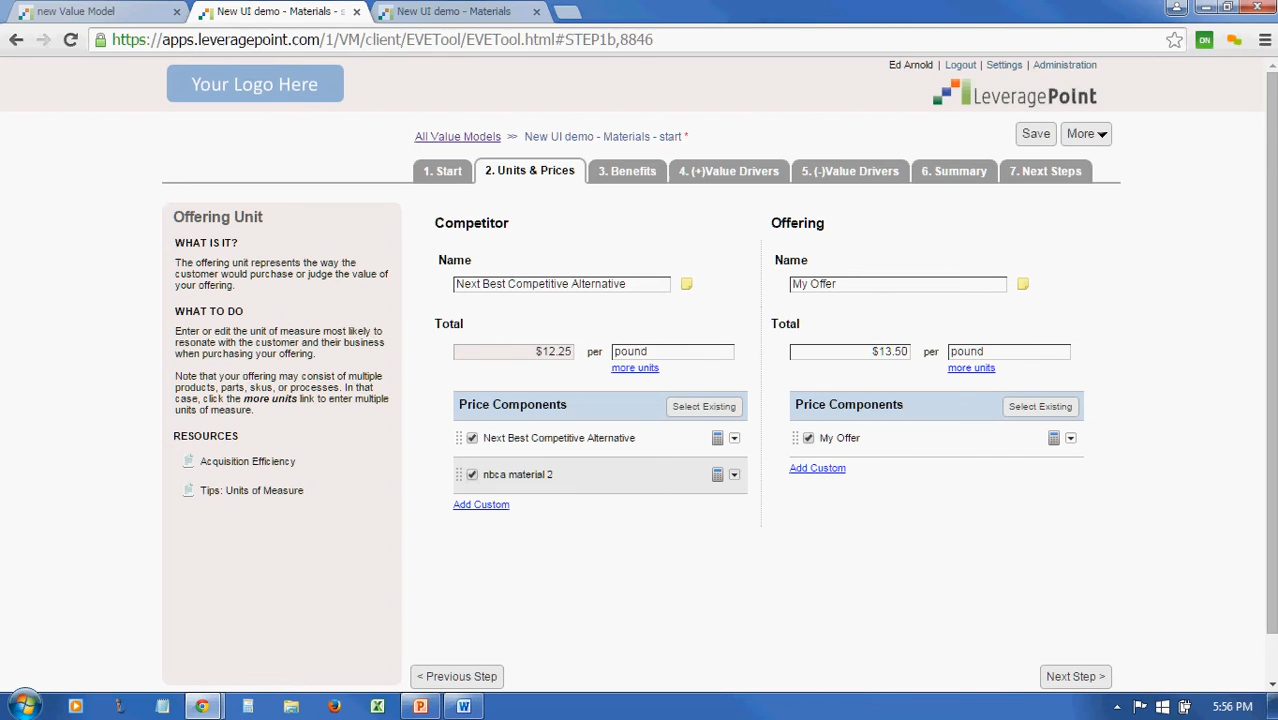 new Value Model
New UI demo - Materials - s
New UI demo - Materials
https://apps.leveragepoint.com/1/VM/client/EVETool/EVETool.html#STEP1b,8846
ON
Ed Arnold Logout Settings Administration
Your Logo Here
LeveragePoint
All Value Models >> New UI demo - Materials - start *
Save
More
1. Start
2. Units & Prices
3. Benefits
4. (+)Value Drivers
5. (-)Value Drivers
6. Summary
7. Next Steps
Offering Unit
WHAT IS IT?
The offering unit represents the way the
customer would purchase or judge the value of
your offering.
WHAT TO DO
Enter or edit the unit of measure most likely to
resonate with the customer and their business
when purchasing your offering.
Note that your offering may consist of multiple
products, parts, skus, or processes. In that
case, click the more units link to enter multiple
units of measure.
RESOURCES
Acquisition Efficiency
Tips: Units of Measure
Competitor
Name
Next Best Competitive Alternative
Total
$12.25 per pound
more units
Price Components
Select Existing
Next Best Competitive Alternative
nbca material 2
Add Custom
Offering
Name
My Offer
Total
$13.50 per pound
more units
Price Components
Select Existing
My Offer
Add Custom
< Previous Step
Next Step >
5:56 PM